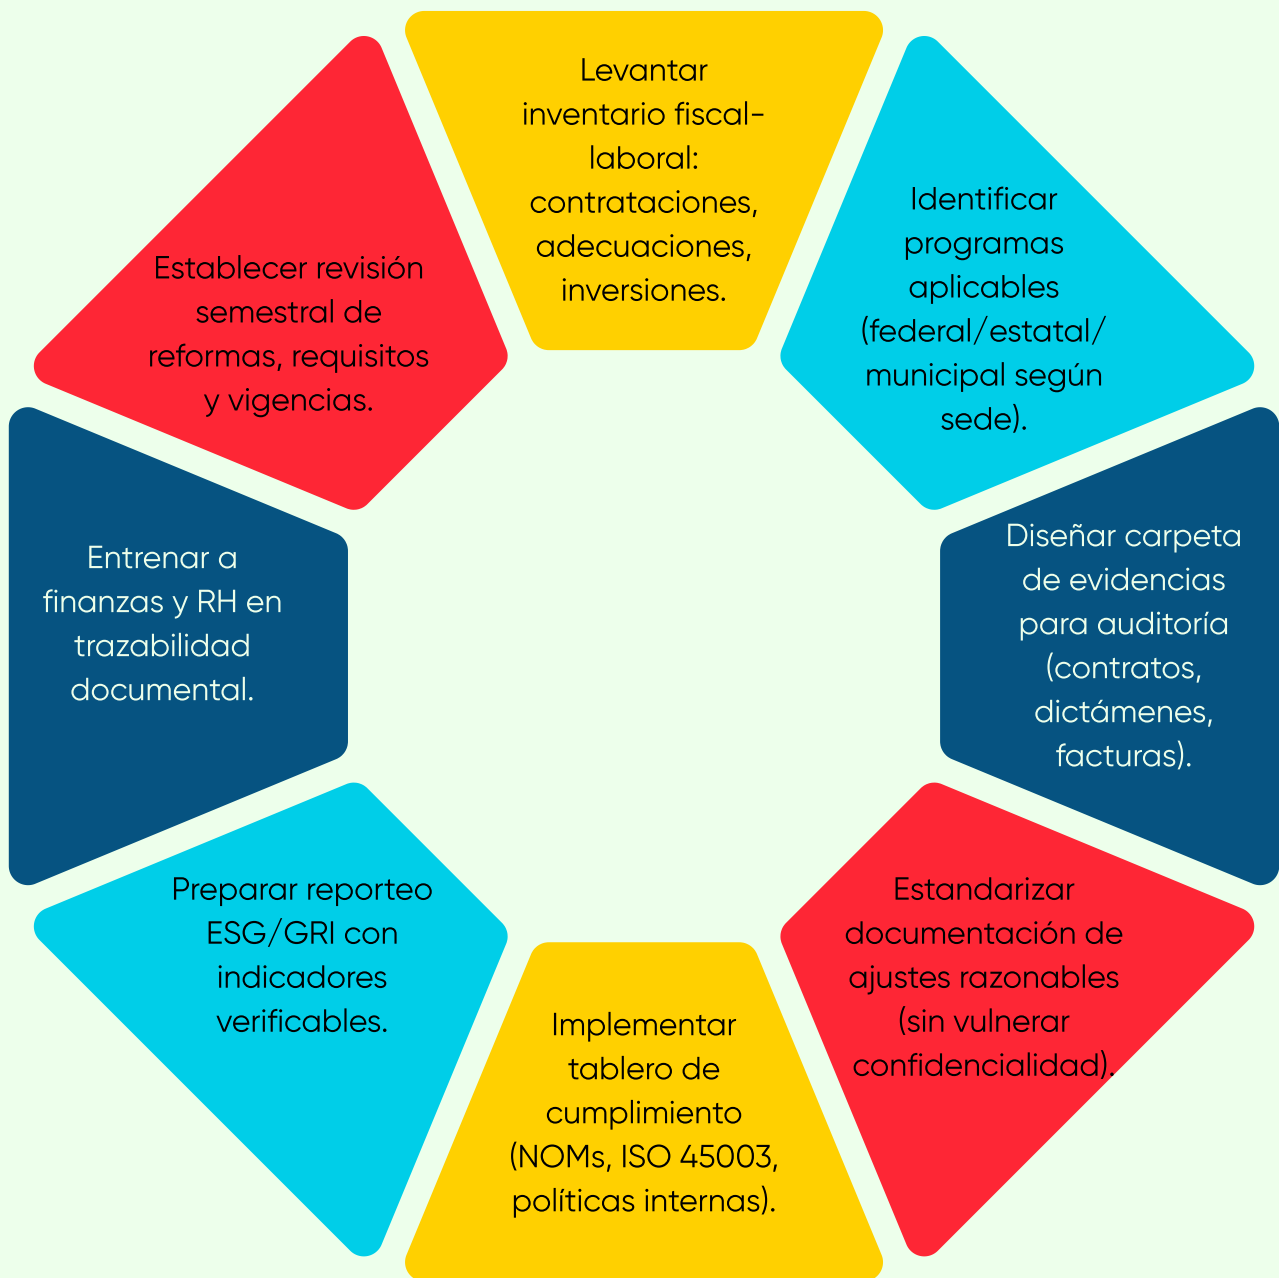 Levantar
inventario fiscal-
laboral:
contrataciones,
adecuaciones,
inversiones.
Identificar
programas
aplicables
(federal/estatal/
municipal según
sede).
Diseñar carpeta
de evidencias
para auditoría
(contratos,
dictámenes,
facturas).
Estandarizar
documentación de
ajustes razonables
(sin vulnerar
confidencialidad).
Implementar
tablero de
cumplimiento
(NOMs, ISO 45003,
políticas internas).
Preparar reporteo
ESG/GRI con
indicadores
verificables.
Entrenar a
finanzas y RH en
trazabilidad
documental.
Establecer revisión
semestral de
reformas, requisitos
y vigencias.